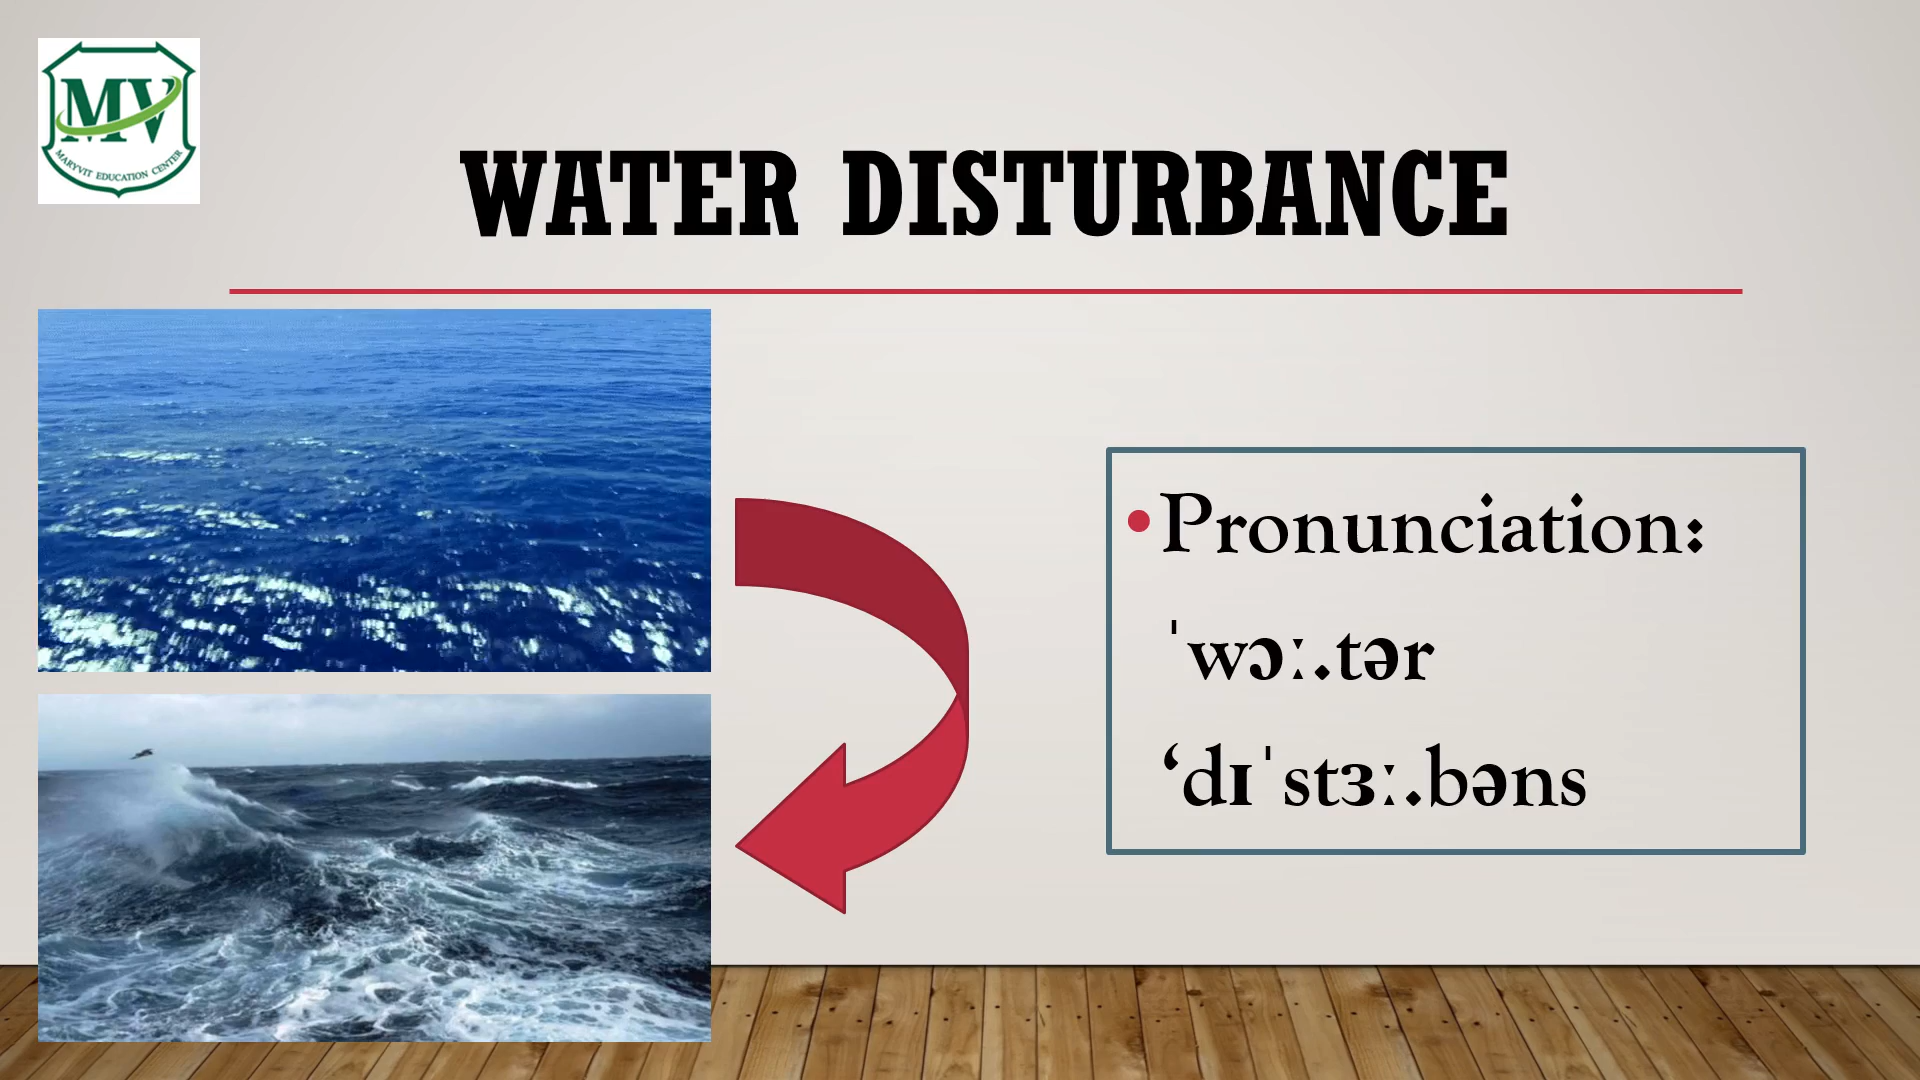 MV
MARYVIT EDUCATION CENTER
WATER DISTURBANCE
•Pronunciation:
ˈwɔː.tər
‘dɪˈstɜː.bəns